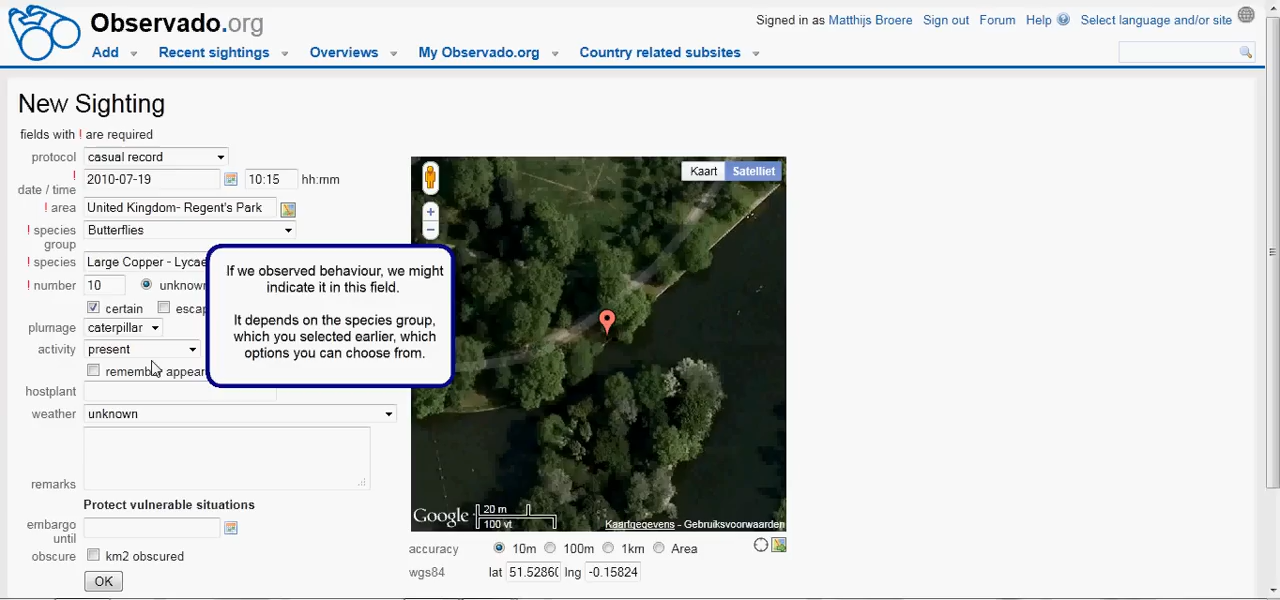 Observado.org
Signed in as Matthijs Broere Sign out Forum Help Select language and/or site
Add Recent sightings Overviews My Observado.org Country related subsites
New Sighting
fields with ! are required
protocol casual record
! date / time 2010-07-19 10:15 hh:mm
! area United Kingdom- Regent's Park
! species group Butterflies
! species Large Copper - Lycae
! number 10 unknown
certain escap
plumage caterpillar
activity present
remember appear
hostplant
weather unknown
remarks
Protect vulnerable situations
embargo until
obscure km2 obscured
OK
If we observed behaviour, we might
indicate it in this field.
It depends on the species group,
which you selected earlier, which
options you can choose from.
Kaart Satelliet
+
−
Google 20 m
100 vt
Kaartgegevens - Gebruiksvoorwaarden
accuracy 10m 100m 1km Area
wgs84 lat 51.5286( lng -0.15824